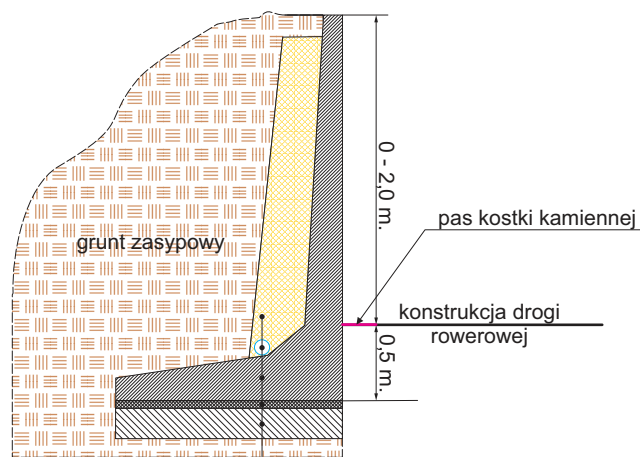 0 - 2,0 m.
pas kostki kamiennej
grunt zasypowy
konstrukcja drogi
rowerowej
0,5 m.